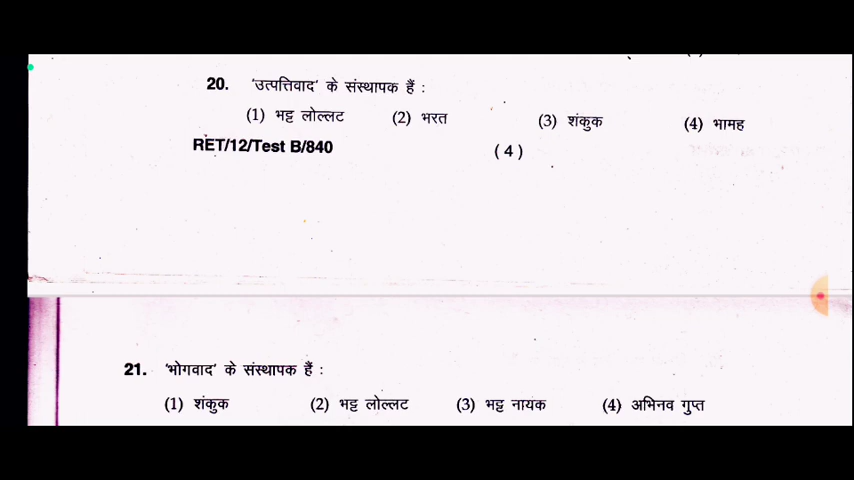 20. 'उत्पत्तिवाद' के संस्थापक हैं :
(1) भट्ट लोल्लट (2) भरत (3) शंकुक (4) भामह
RET/12/Test B/840 (4)
21. 'भोगवाद' के संस्थापक हैं :
(1) शंकुक (2) भट्ट लोल्लट (3) भट्ट नायक (4) अभिनव गुप्त